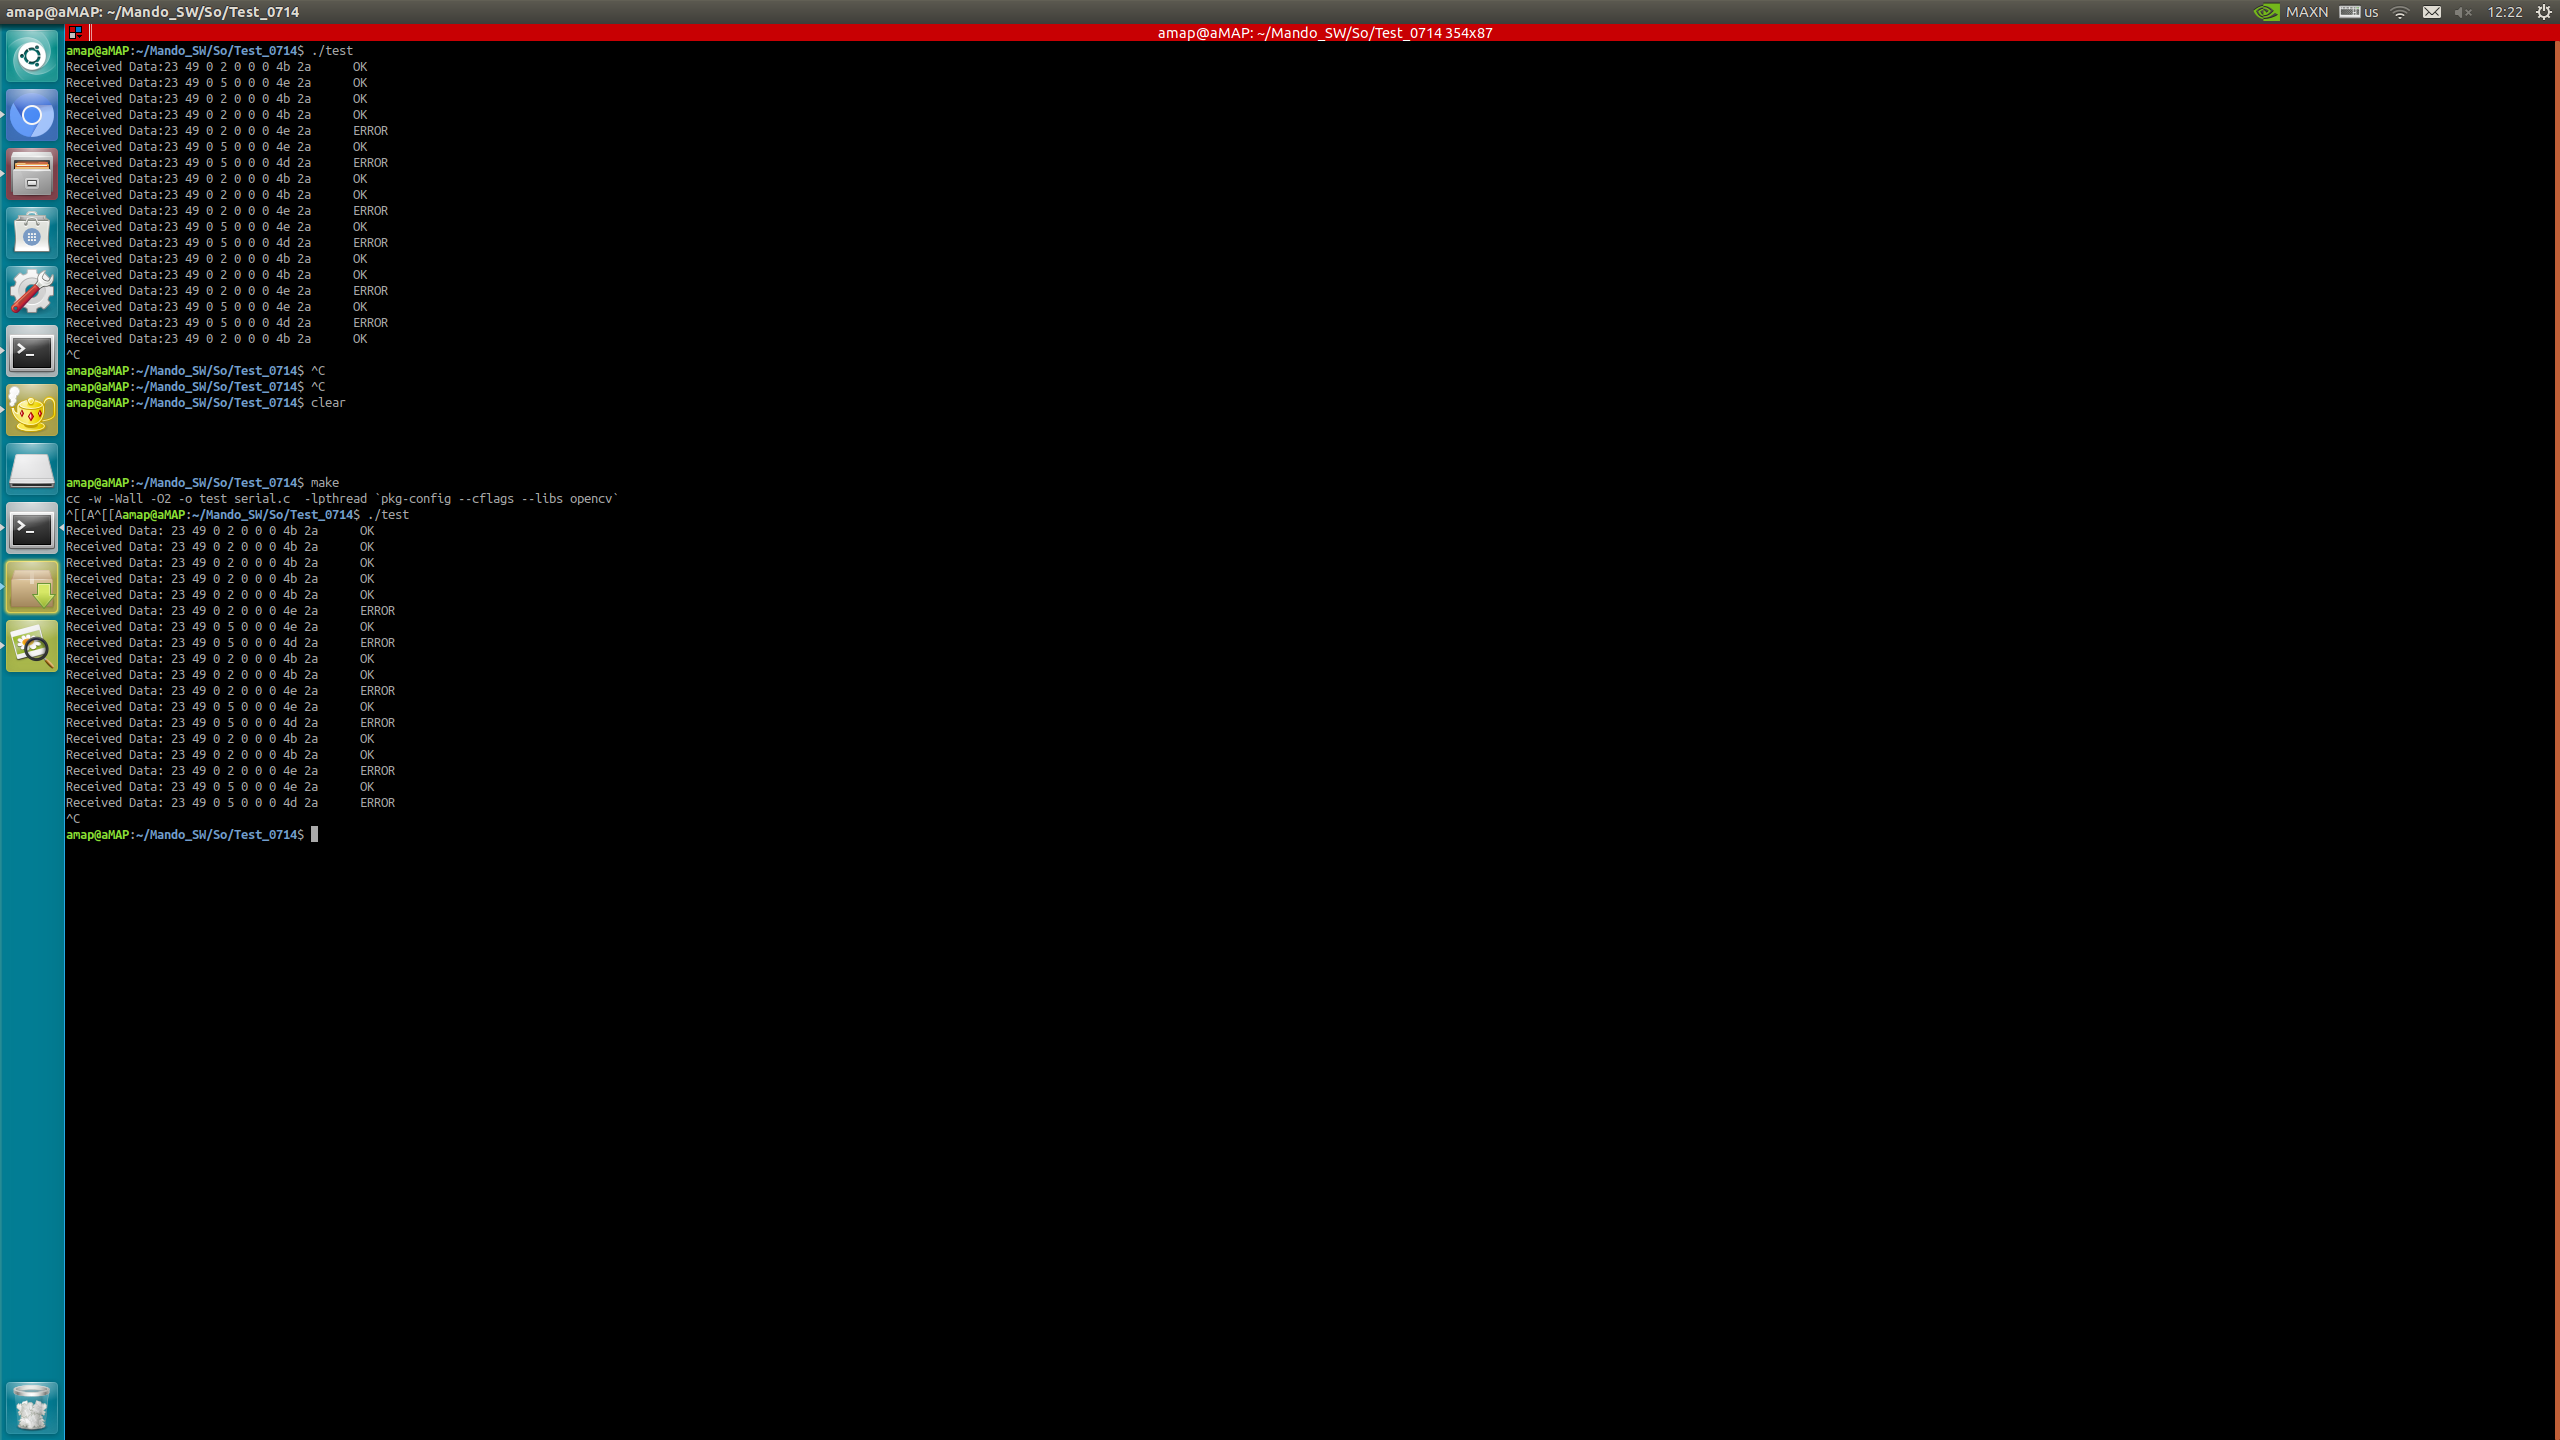 amap@aMAP: ~/Mando_SW/So/Test_0714
MAXN us 12:22
amap@aMAP: ~/Mando_SW/So/Test_0714 354x87
amap@aMAP:~/Mando_SW/So/Test_0714$ ./test
Received Data:23 49 0 2 0 0 0 4b 2a      OK
Received Data:23 49 0 5 0 0 0 4e 2a      OK
Received Data:23 49 0 2 0 0 0 4b 2a      OK
Received Data:23 49 0 2 0 0 0 4b 2a      OK
Received Data:23 49 0 2 0 0 0 4e 2a      ERROR
Received Data:23 49 0 5 0 0 0 4e 2a      OK
Received Data:23 49 0 5 0 0 0 4d 2a      ERROR
Received Data:23 49 0 2 0 0 0 4b 2a      OK
Received Data:23 49 0 2 0 0 0 4b 2a      OK
Received Data:23 49 0 2 0 0 0 4e 2a      ERROR
Received Data:23 49 0 5 0 0 0 4e 2a      OK
Received Data:23 49 0 5 0 0 0 4d 2a      ERROR
Received Data:23 49 0 2 0 0 0 4b 2a      OK
Received Data:23 49 0 2 0 0 0 4b 2a      OK
Received Data:23 49 0 2 0 0 0 4e 2a      ERROR
Received Data:23 49 0 5 0 0 0 4e 2a      OK
Received Data:23 49 0 5 0 0 0 4d 2a      ERROR
Received Data:23 49 0 2 0 0 0 4b 2a      OK
^C
amap@aMAP:~/Mando_SW/So/Test_0714$ ^C
amap@aMAP:~/Mando_SW/So/Test_0714$ ^C
amap@aMAP:~/Mando_SW/So/Test_0714$ clear
amap@aMAP:~/Mando_SW/So/Test_0714$ make
cc -w -Wall -O2 -o test serial.c  -lpthread `pkg-config --cflags --libs opencv`
^[[A^[[Aamap@aMAP:~/Mando_SW/So/Test_0714$ ./test
Received Data: 23 49 0 2 0 0 0 4b 2a      OK
Received Data: 23 49 0 2 0 0 0 4b 2a      OK
Received Data: 23 49 0 2 0 0 0 4b 2a      OK
Received Data: 23 49 0 2 0 0 0 4b 2a      OK
Received Data: 23 49 0 2 0 0 0 4b 2a      OK
Received Data: 23 49 0 2 0 0 0 4e 2a      ERROR
Received Data: 23 49 0 5 0 0 0 4e 2a      OK
Received Data: 23 49 0 5 0 0 0 4d 2a      ERROR
Received Data: 23 49 0 2 0 0 0 4b 2a      OK
Received Data: 23 49 0 2 0 0 0 4b 2a      OK
Received Data: 23 49 0 2 0 0 0 4e 2a      ERROR
Received Data: 23 49 0 5 0 0 0 4e 2a      OK
Received Data: 23 49 0 5 0 0 0 4d 2a      ERROR
Received Data: 23 49 0 2 0 0 0 4b 2a      OK
Received Data: 23 49 0 2 0 0 0 4b 2a      OK
Received Data: 23 49 0 2 0 0 0 4e 2a      ERROR
Received Data: 23 49 0 5 0 0 0 4e 2a      OK
Received Data: 23 49 0 5 0 0 0 4d 2a      ERROR
^C
amap@aMAP:~/Mando_SW/So/Test_0714$